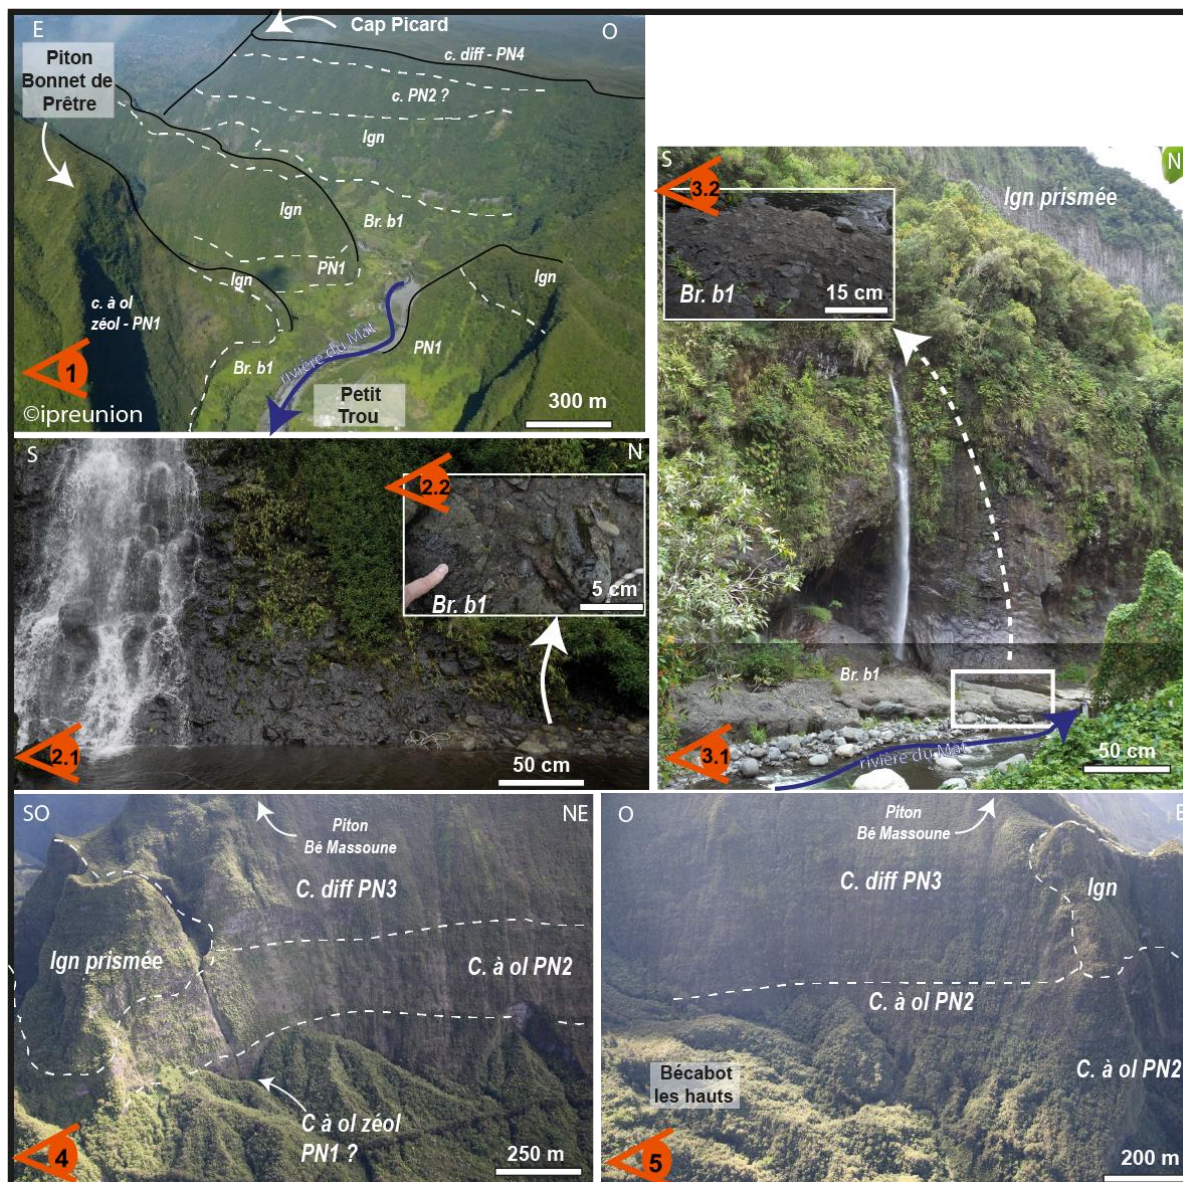 E
Cap Picard
O
Piton
Bonnet de
Prêtre
c. diff - PN4
c. PN2 ?
Ign
Ign
Br. b1
PN1
Ign
Ign
c. à ol
zéol - PN1
PN1
rivière du Mat
Br. b1
1
Petit
Trou
300 m
©ipreunion
S
N
2.2
Br. b1
5 cm
2.1
50 cm
S
N
3.2
Ign prismée
Br. b1
15 cm
Br. b1
3.1
rivière du Mat
50 cm
SO
NE
Piton
Bé Massoune
C. diff PN3
Ign prismée
C. à ol PN2
C à ol zéol
PN1 ?
4
250 m
O
E
Piton
Bé Massoune
C. diff PN3
Ign
C. à ol PN2
C. à ol PN2
Bécabot
les hauts
5
200 m